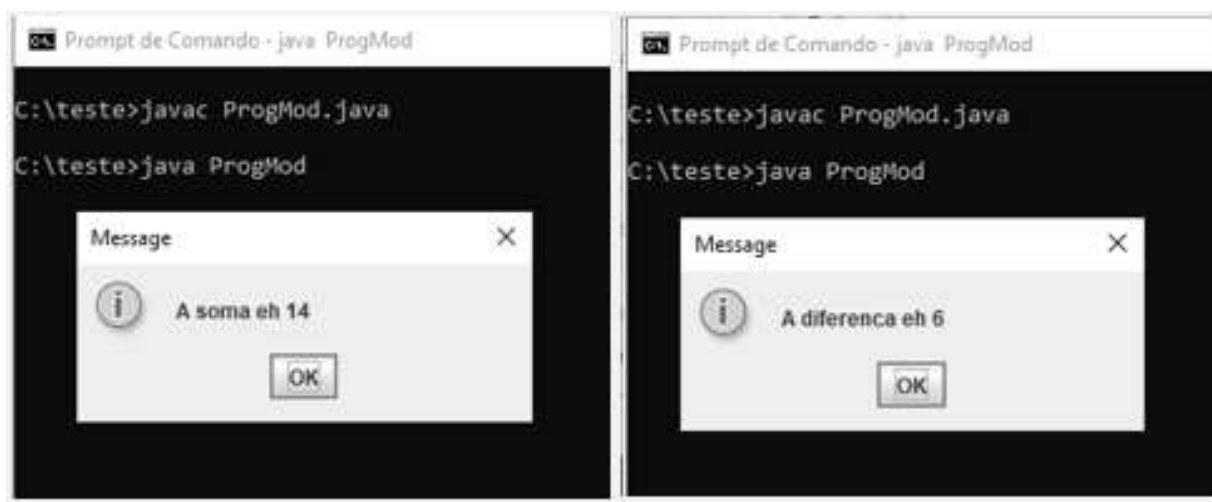 Prompt de Comando - java ProgMod
C:\teste>javac ProgMod.java
C:\teste>java ProgMod
Message
A soma eh 14
OK
Prompt de Comando - java ProgMod
C:\teste>javac ProgMod.java
C:\teste>java ProgMod
Message
A diferenca eh 6
OK